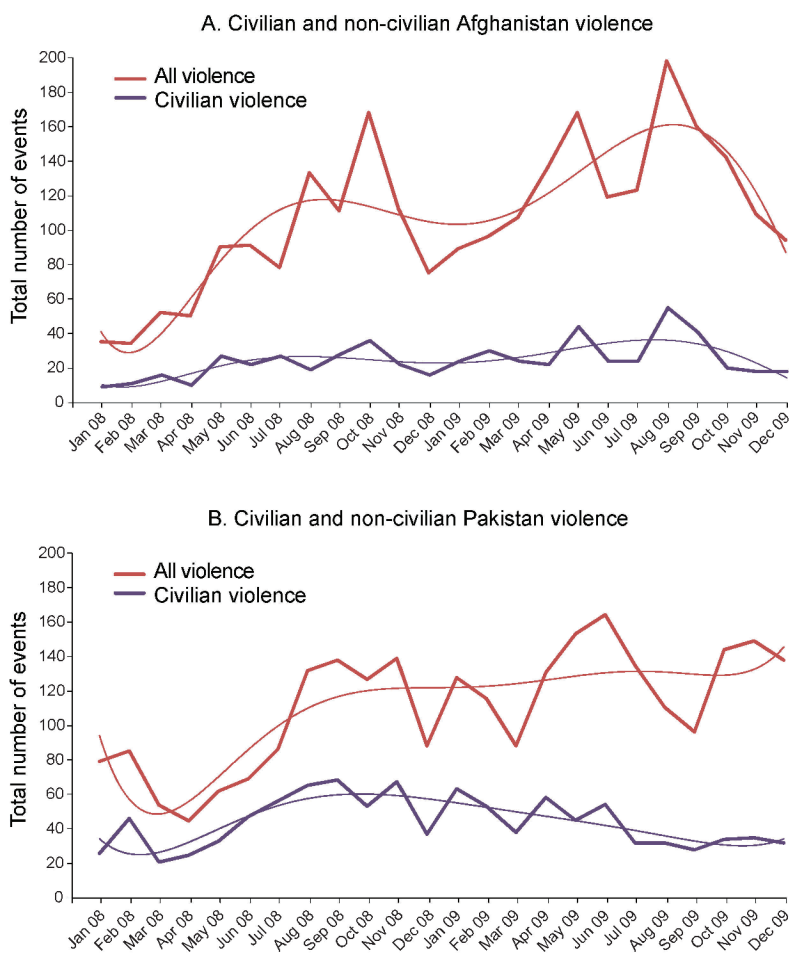 A. Civilian and non-civilian Afghanistan violence
200
180
160
140
120
100
80
60
40
20
0
Total number of events
All violence
Civilian violence
Jan 08
Feb 08
Mar 08
Apr 08
May 08
Jun 08
Jul 08
Aug 08
Sep 08
Oct 08
Nov 08
Dec 08
Jan 09
Feb 09
Mar 09
Apr 09
May 09
Jun 09
Jul 09
Aug 09
Sep 09
Oct 09
Nov 09
Dec 09
B. Civilian and non-civilian Pakistan violence
200
180
160
140
120
100
80
60
40
20
0
Total number of events
All violence
Civilian violence
Jan 08
Feb 08
Mar 08
Apr 08
May 08
Jun 08
Jul 08
Aug 08
Sep 08
Oct 08
Nov 08
Dec 08
Jan 09
Feb 09
Mar 09
Apr 09
May 09
Jun 09
Jul 09
Aug 09
Sep 09
Oct 09
Nov 09
Dec 09